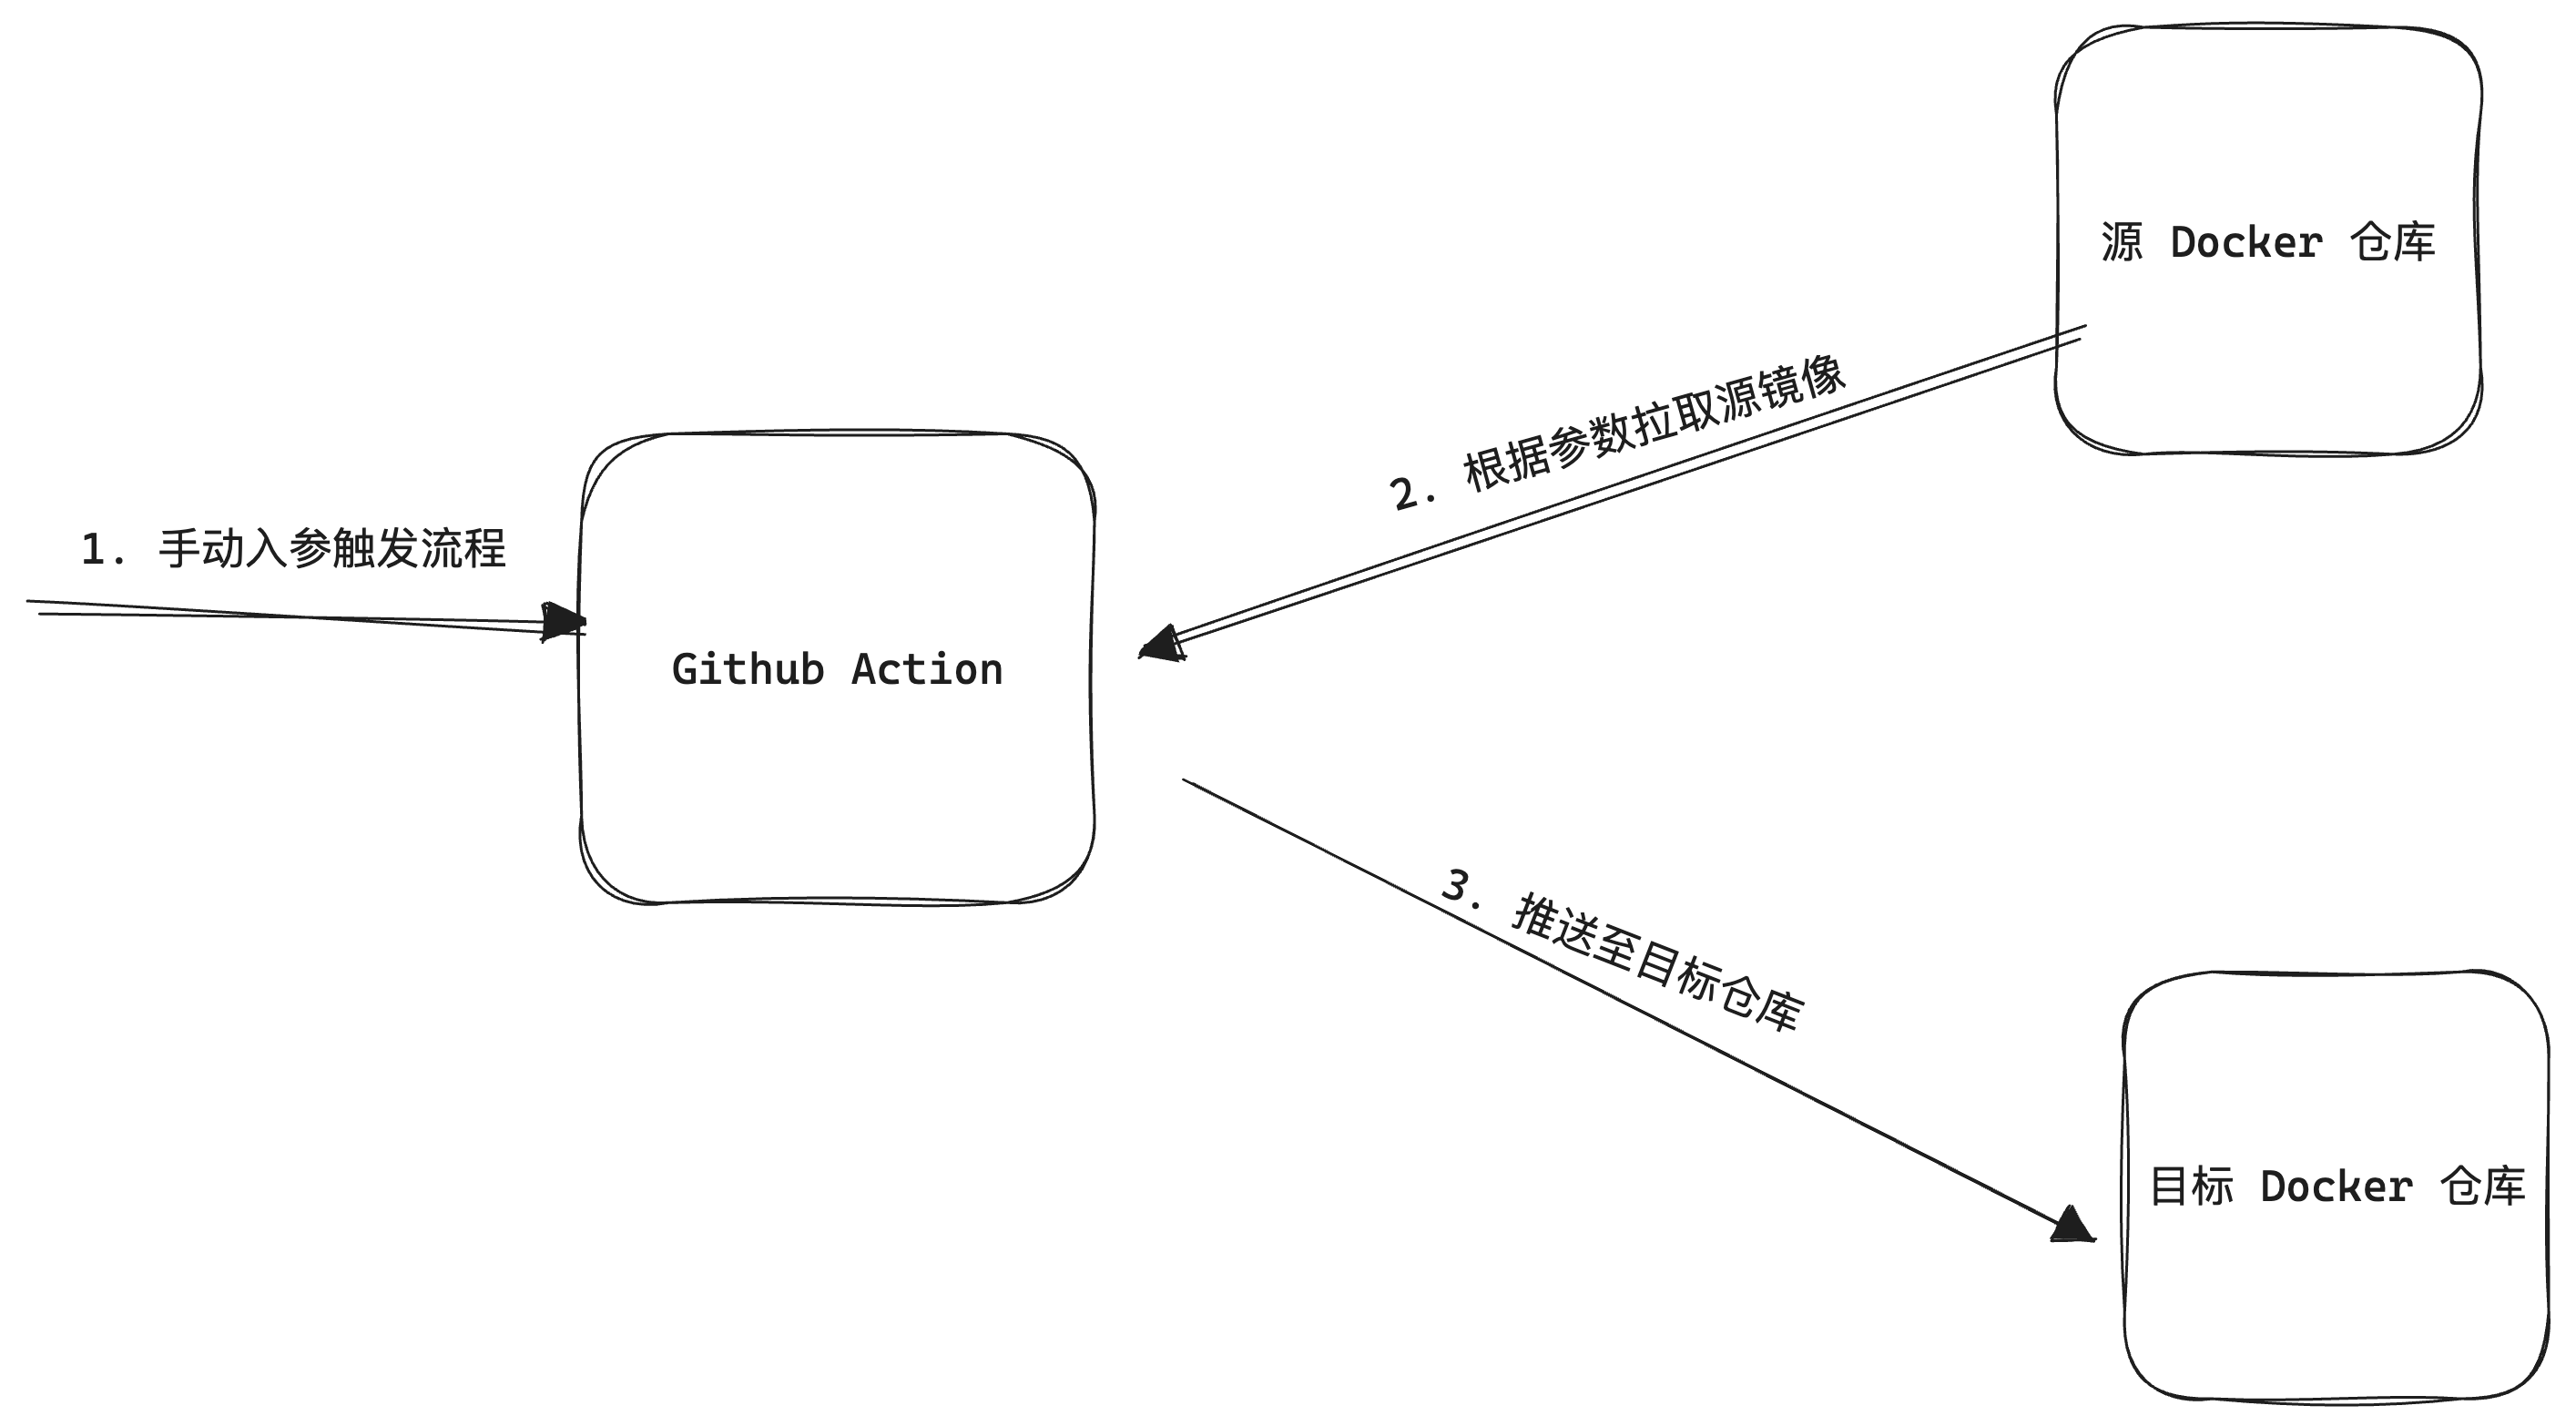 源 Docker 仓库
2. 根据参数拉取源镜像
1. 手动入参触发流程
Github Action
3. 推送至目标仓库
目标 Docker 仓库